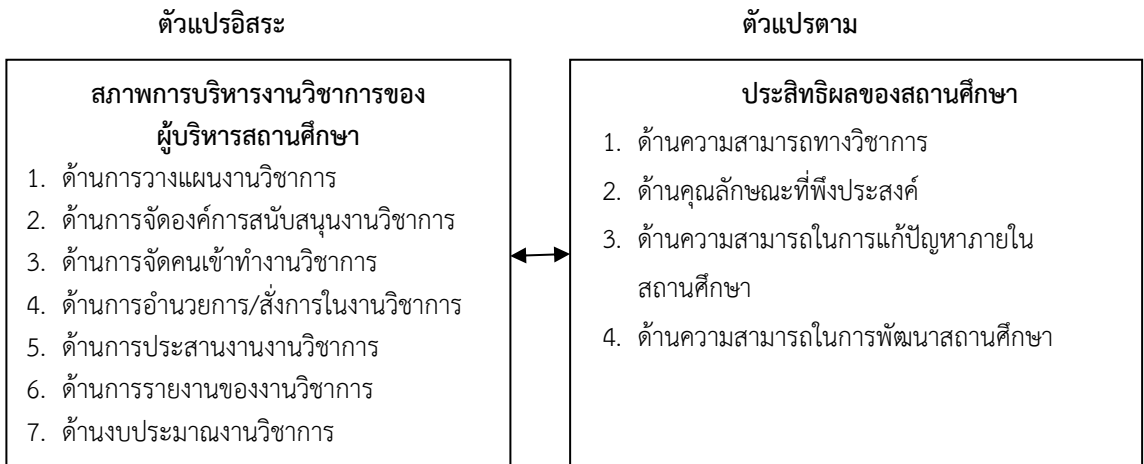 ตัวแปรอิสระ
ตัวแปรตาม
สภาพการบริหารงานวิชาการของ
ผู้บริหารสถานศึกษา
1. ด้านการวางแผนงานวิชาการ
2. ด้านการจัดองค์การสนับสนุนงานวิชาการ
3. ด้านการจัดคนเข้าทำงานวิชาการ
4. ด้านการอำนวยการ/สั่งการในงานวิชาการ
5. ด้านการประสานงานงานวิชาการ
6. ด้านการรายงานของงานวิชาการ
7. ด้านงบประมาณงานวิชาการ
ประสิทธิผลของสถานศึกษา
1. ด้านความสามารถทางวิชาการ
2. ด้านคุณลักษณะที่พึงประสงค์
3. ด้านความสามารถในการแก้ปัญหาภายใน
สถานศึกษา
4. ด้านความสามารถในการพัฒนาสถานศึกษา